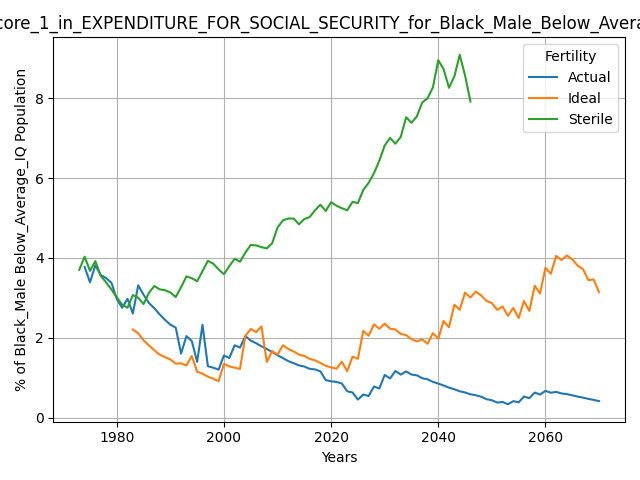 core_1_in_EXPENDITURE_FOR_SOCIAL_SECURITY_for_Black_Male_Below_Avera
Fertility
Actual
Ideal
Sterile
% of Black_Male Below_Average_IQ Population
8
6
4
2
0
1980
2000
2020
2040
2060
Years